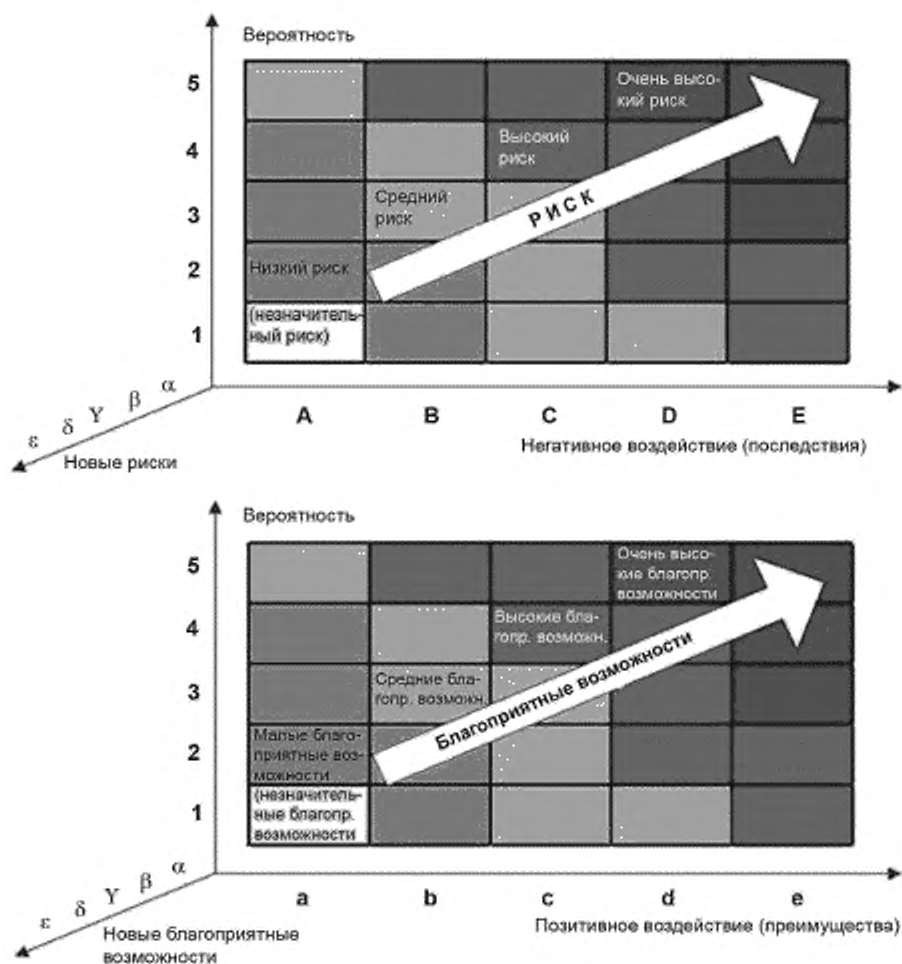 Вероятность
5
Очень высо-
кий риск
4
Высокий
риск
3
Средний
риск
РИСК
2
Низкий риск
1
(незначитель-
ный риск)
A B C D E
ε δ Υ β α
Негативное воздействие (последствия)
Новые риски
Вероятность
5
Очень высо-
кие благопр.
возможности
4
Высокие бла-
гопр. возможн.
3
Средние бла-
гопр. возможн.
Благоприятные возможности
2
Малые благо-
приятные воз-
можности
1
(незначитель-
ные благопр.
возможности
a b c d e
ε δ Υ β α
Позитивное воздействие (преимущества)
Новые благоприятные
возможности